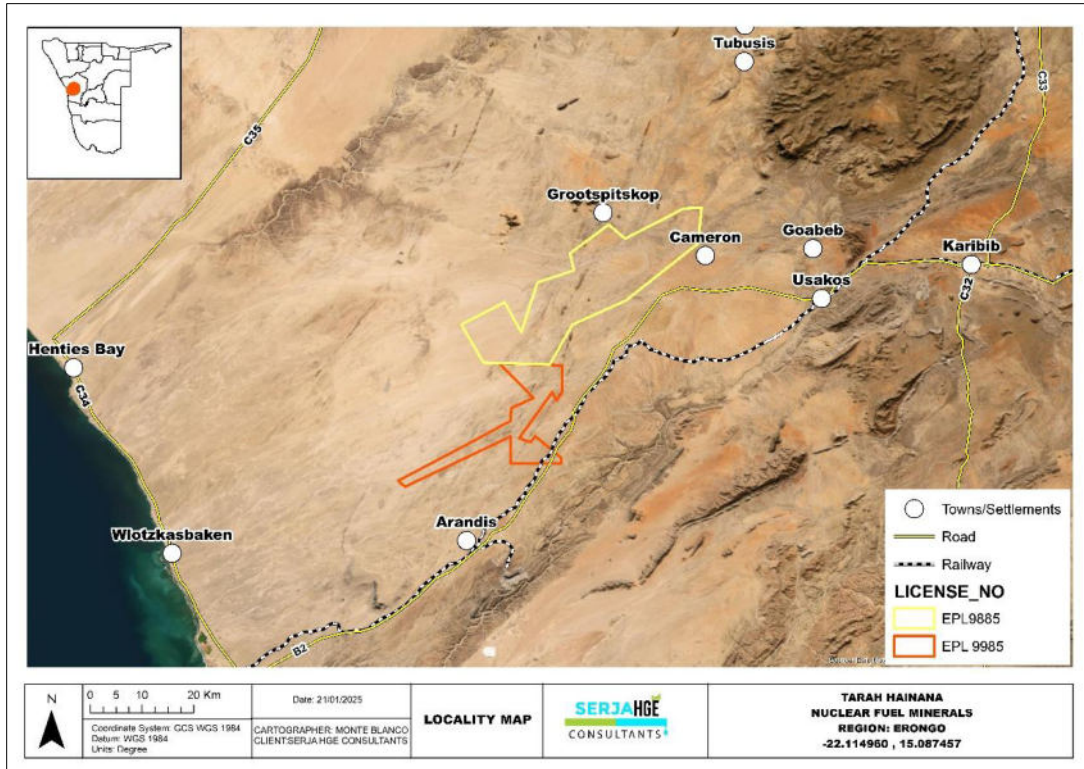 Tubusis
C33
C35
Grootspitskop
Cameron
Goabeb
Karibib
Usakos
C32
Henties Bay
C34
Arandis
Wlotzkasbaken
B2
Towns/Settlements
Road
Railway
LICENSE_NO
EPL9885
EPL 9985
N
0 5 10 20 Km
Coordinate System: GCS WGS 1984
Datum: WGS 1984
Units: Degree
Date: 21/01/2025
CARTOGRAPHER: MONTE BLANCO
CLIENT:SERJA HGE CONSULTANTS
LOCALITY MAP
SERJAHGE
CONSULTANTS
TARAH HAINANA
NUCLEAR FUEL MINERALS
REGION: ERONGO
-22.114960 , 15.087457